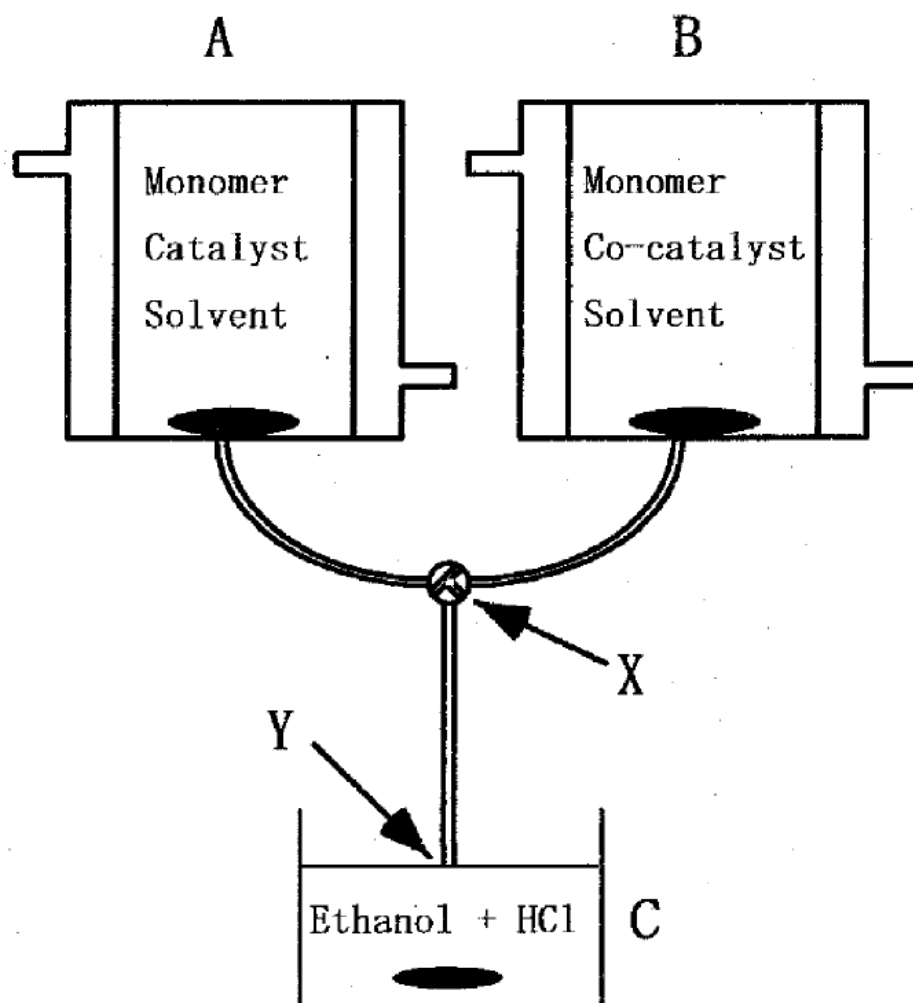 A
B
Monomer
Catalyst
Solvent
Monomer
Co-catalyst
Solvent
X
Y
Ethanol + HCl
C